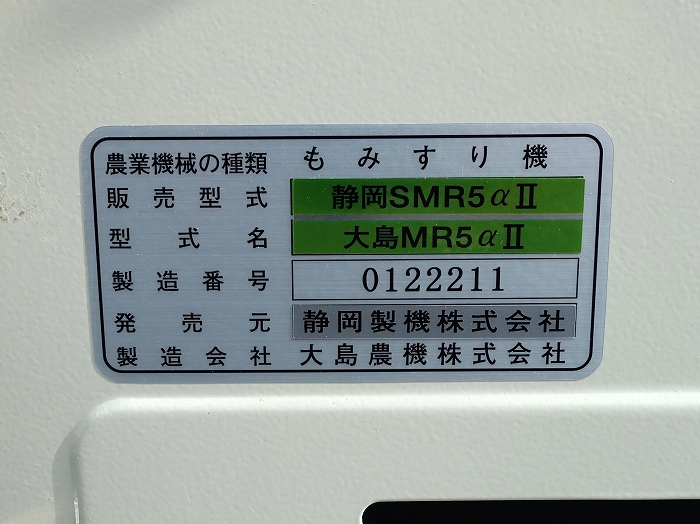 農業機械の種類 もみすり機
販売型式 静岡SMR5αⅡ
型式名 大島MR5αⅡ
製造番号 0122211
発売元 静岡製機株式会社
製造会社 大島農機株式会社